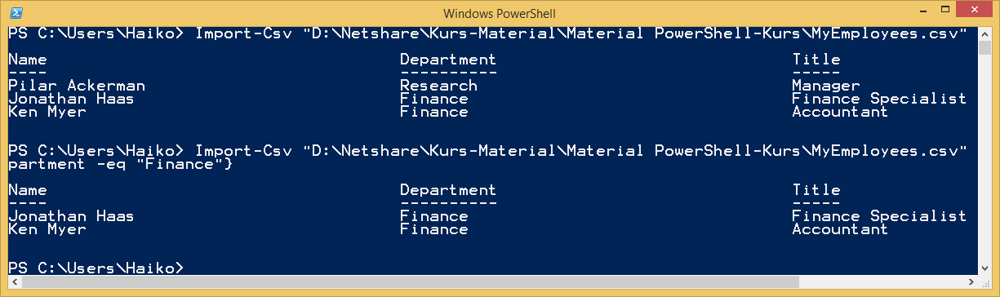 Windows PowerShell
PS C:\Users\Haiko> Import-Csv "D:\Netshare\Kurs-Material\Material PowerShell-Kurs\MyEmployees.csv"
Name Department Title
---- ---------- -----
Pilar Ackerman Research Manager
Jonathan Haas Finance Finance Specialist
Ken Myer Finance Accountant
PS C:\Users\Haiko> Import-Csv "D:\Netshare\Kurs-Material\Material PowerShell-Kurs\MyEmployees.csv"
partment -eq "Finance"}
Name Department Title
---- ---------- -----
Jonathan Haas Finance Finance Specialist
Ken Myer Finance Accountant
PS C:\Users\Haiko>